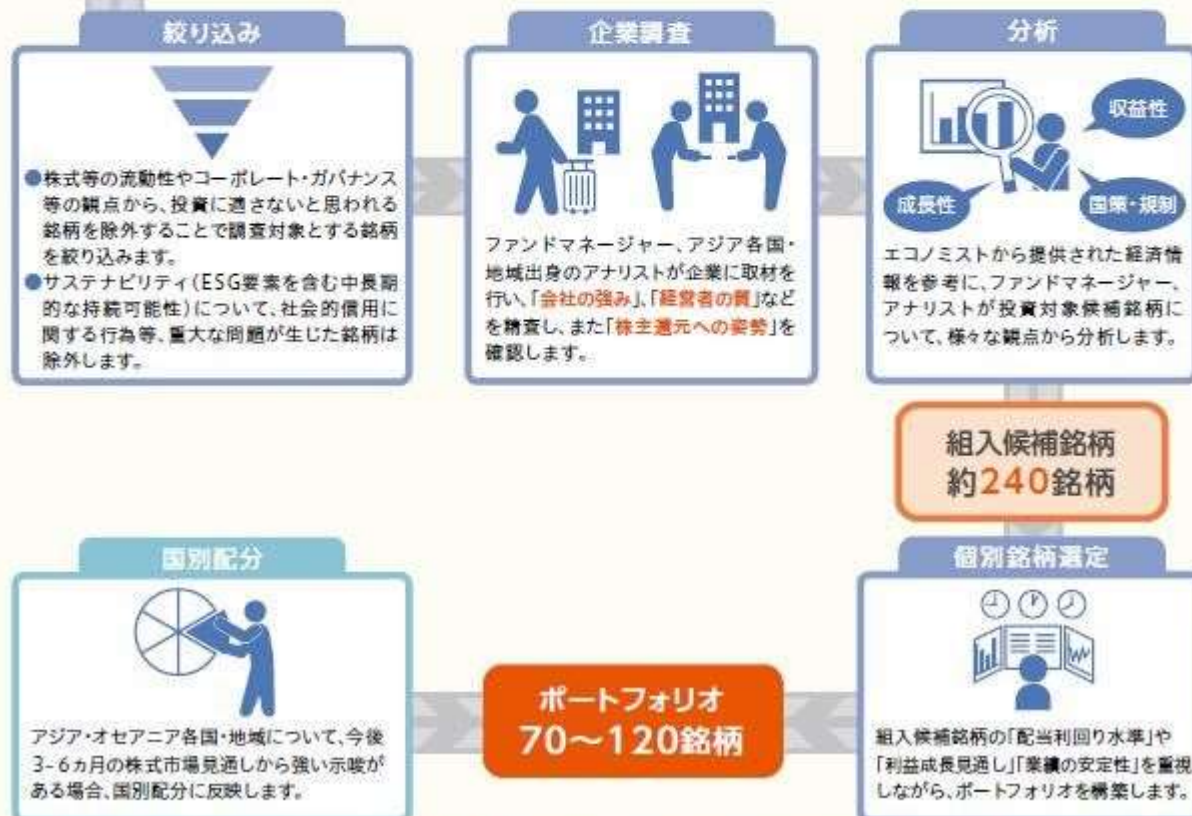 絞り込み
●株式等の流動性やコーポレート・ガバナンス
等の観点から、投資に適さないと思われる
銘柄を除外することで調査対象とする銘柄
を絞り込みます。
●サステナビリティ(ESG要素を含む中長期
的な持続可能性)について、社会的信用に
関する行為等、重大な問題が生じた銘柄は
除外します。
企業調査
ファンドマネージャー、アジア各国・
地域出身のアナリストが企業に取材を
行い、「会社の強み」、「経営者の質」など
を精査し、また「株主還元への姿勢」を
確認します。
分析
収益性
成長性
国策・規制
エコノミストから提供された経済情
報を参考に、ファンドマネージャー、
アナリストが投資対象候補銘柄に
ついて、様々な観点から分析します。
組入候補銘柄
約240銘柄
個別銘柄選定
組入候補銘柄の「配当利回り水準」や
「利益成長見通し」「業績の安定性」を重視
しながら、ポートフォリオを構築します。
ポートフォリオ
70〜120銘柄
国別配分
アジア・オセアニア各国・地域について、今後
3-6ヵ月の株式市場見通しから強い示唆が
ある場合、国別配分に反映します。